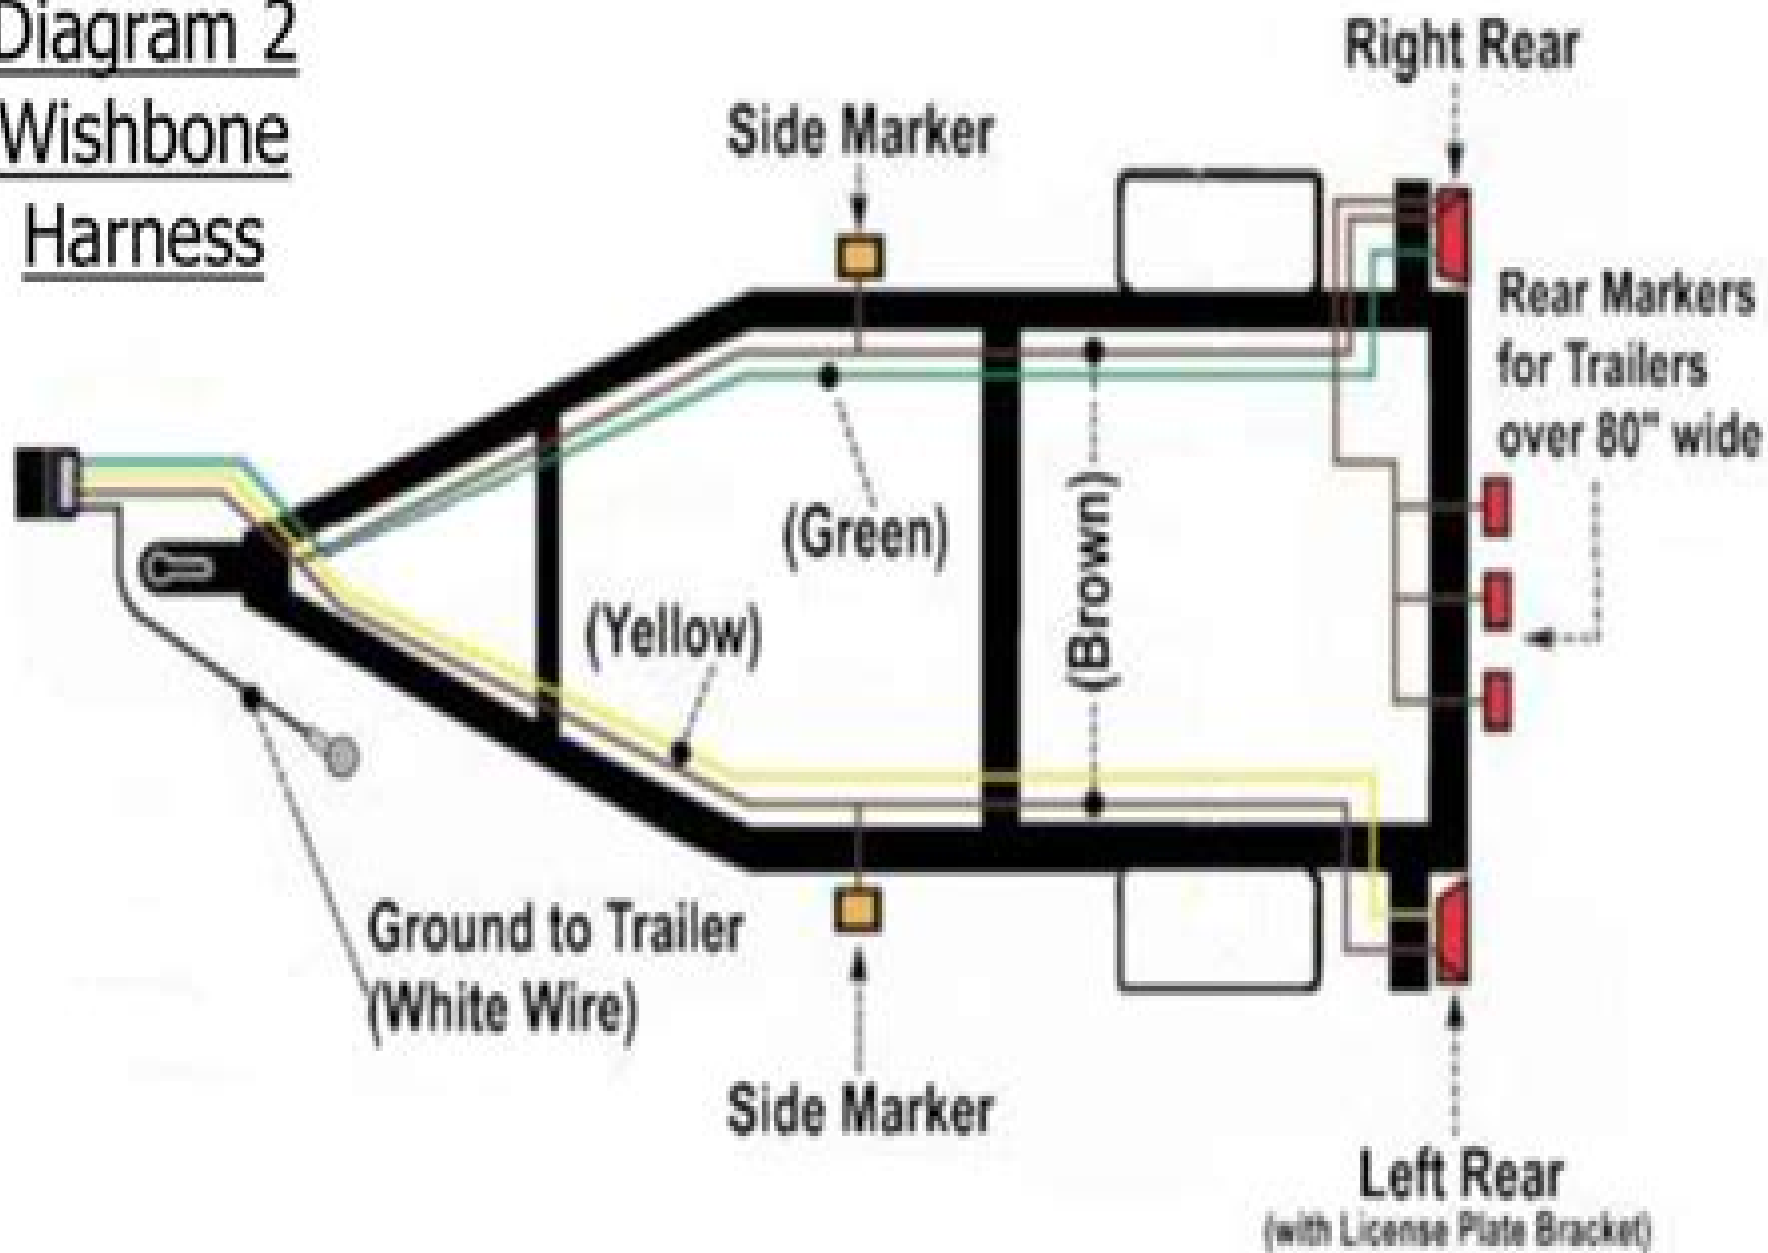 Diagram 2
Wishbone
Harness
Right Rear
Side Marker
Rear Markers
for Trailers
over 80" wide
(Green)
(Brown)
(Yellow)
Ground to Trailer
(White Wire)
Side Marker
Left Rear
(with License Plate Bracket)